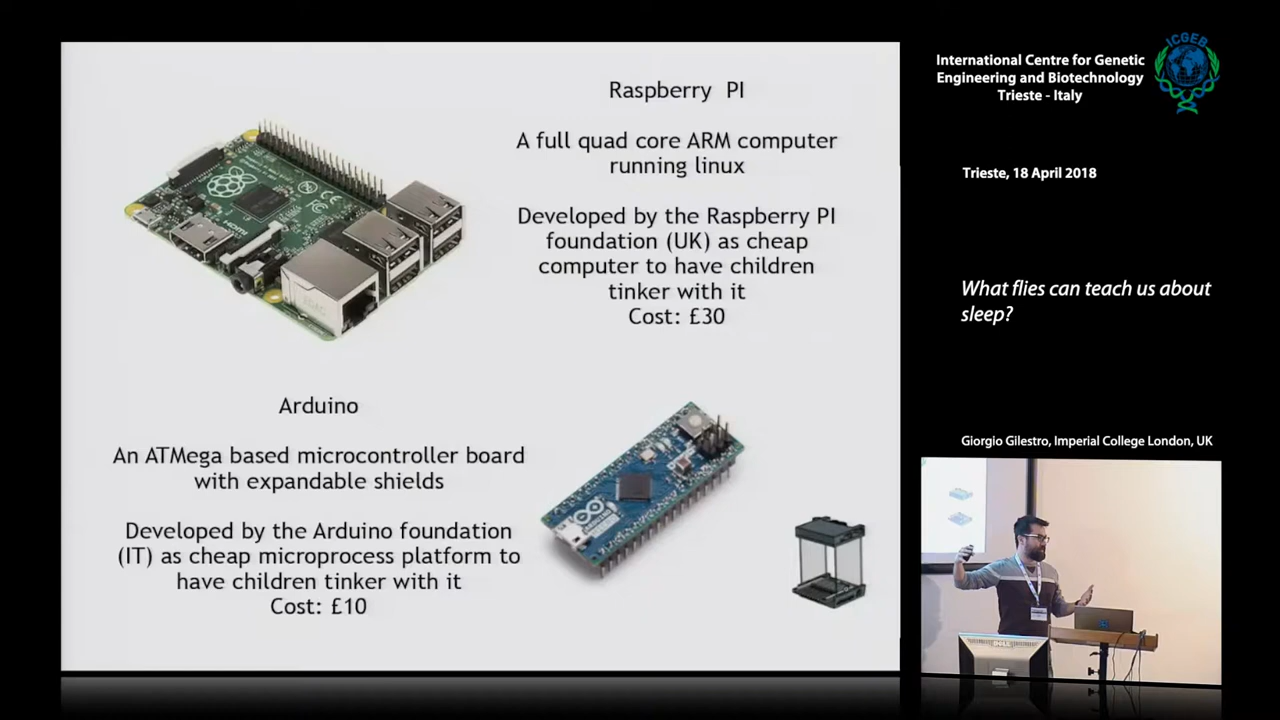 Raspberry PI
A full quad core ARM computer
running linux
Developed by the Raspberry PI
foundation (UK) as cheap
computer to have children
tinker with it
Cost: £30
Arduino
An ATMega based microcontroller board
with expandable shields
Developed by the Arduino foundation
(IT) as cheap microprocess platform to
have children tinker with it
Cost: £10
International Centre for Genetic
Engineering and Biotechnology
Trieste - Italy
ICGEB
Trieste, 18 April 2018
What flies can teach us about
sleep?
Giorgio Gilestro, Imperial College London, UK